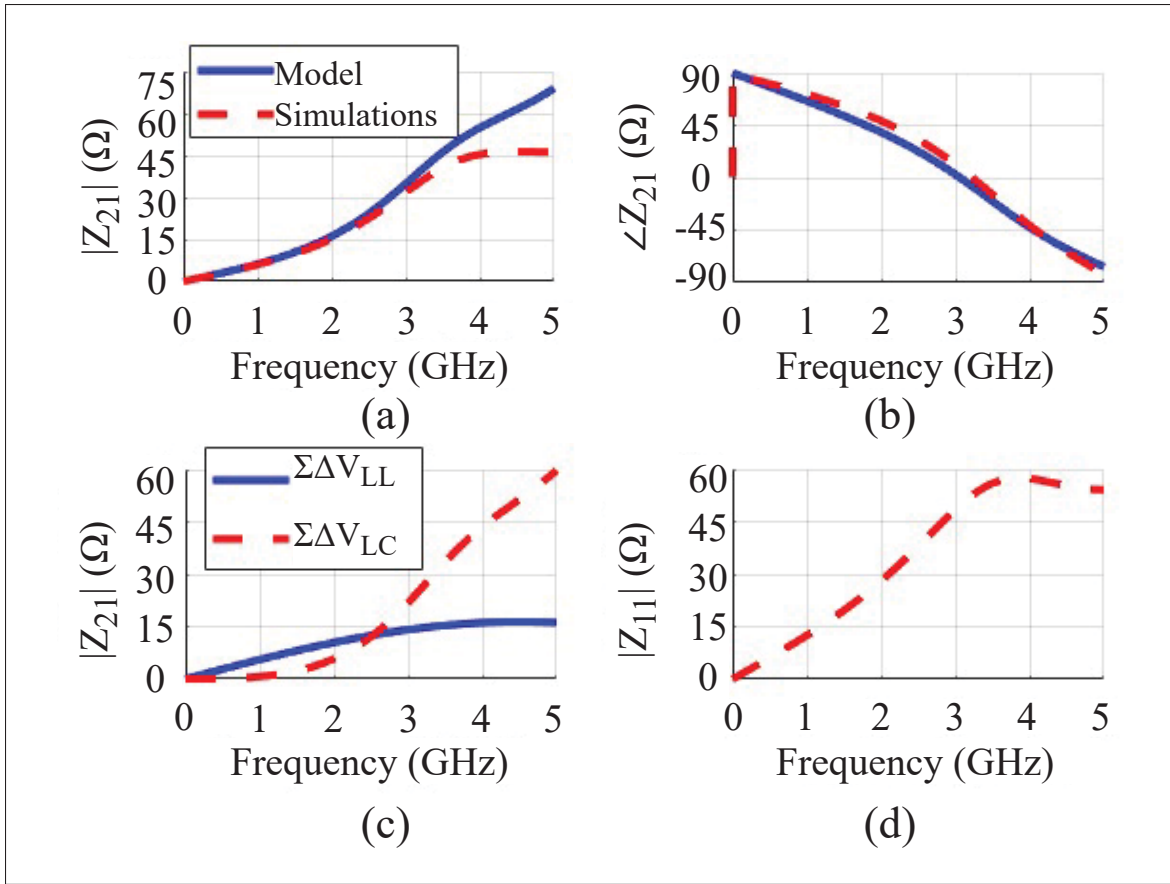 |Z21| (Ω)
75
60
45
30
15
0
Model
Simulations
0 1 2 3 4 5
Frequency (GHz)
(a)
∠Z21 (Ω)
90
45
0
-45
-90
0 1 2 3 4 5
Frequency (GHz)
(b)
|Z21| (Ω)
60
45
30
15
0
ΣΔVLL
ΣΔVLC
0 1 2 3 4 5
Frequency (GHz)
(c)
|Z11| (Ω)
60
45
30
15
0
0 1 2 3 4 5
Frequency (GHz)
(d)